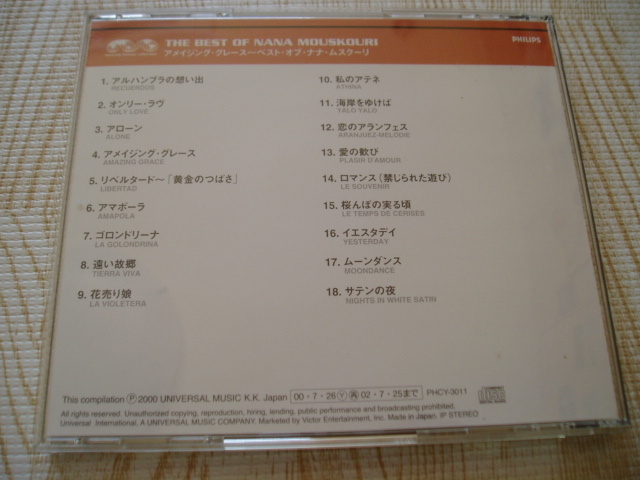 THE BEST OF NANA MOUSKOURI
アメイジング・グレース〜ベスト・オブ・ナナ・ムスクーリ
PHILIPS
1. アルハンブラの想い出
RECUERDOS
2. オンリー・ラヴ
ONLY LOVE
3. アローン
ALONE
4. アメイジング・グレース
AMAZING GRACE
5. リベルタード〜「黄金のつばさ」
LIBERTAD
6. アマポーラ
AMAPOLA
7. ゴロンドリーナ
LA GOLONDRINA
8. 遠い故郷
TIERRA VIVA
9. 花売り娘
LA VIOLETERA
10. 私のアテネ
ATHINA
11. 海岸をゆけば
YALO YALO
12. 恋のアランフェス
ARANJUEZ-MELODIE
13. 愛の歓び
PLAISIR D'AMOUR
14. ロマンス（禁じられた遊び）
LE SOUVENIR
15. 桜んぼの実る頃
LE TEMPS DE CERISES
16. イエスタデイ
YESTERDAY
17. ムーンダンス
MOONDANCE
18. サテンの夜
NIGHTS IN WHITE SATIN
This compilation Ⓟ2000 UNIVERSAL MUSIC K.K. Japan 00・7・26Ⓨ再02・7・25まで PHCY-3011
All rights reserved. Unauthorized copying, reproduction, hiring, lending, public performance and broadcasting prohibited.
Universal International, A UNIVERSAL MUSIC COMPANY. Marketed by Victor Entertainment, Inc. Made in Japan, IP STEREO